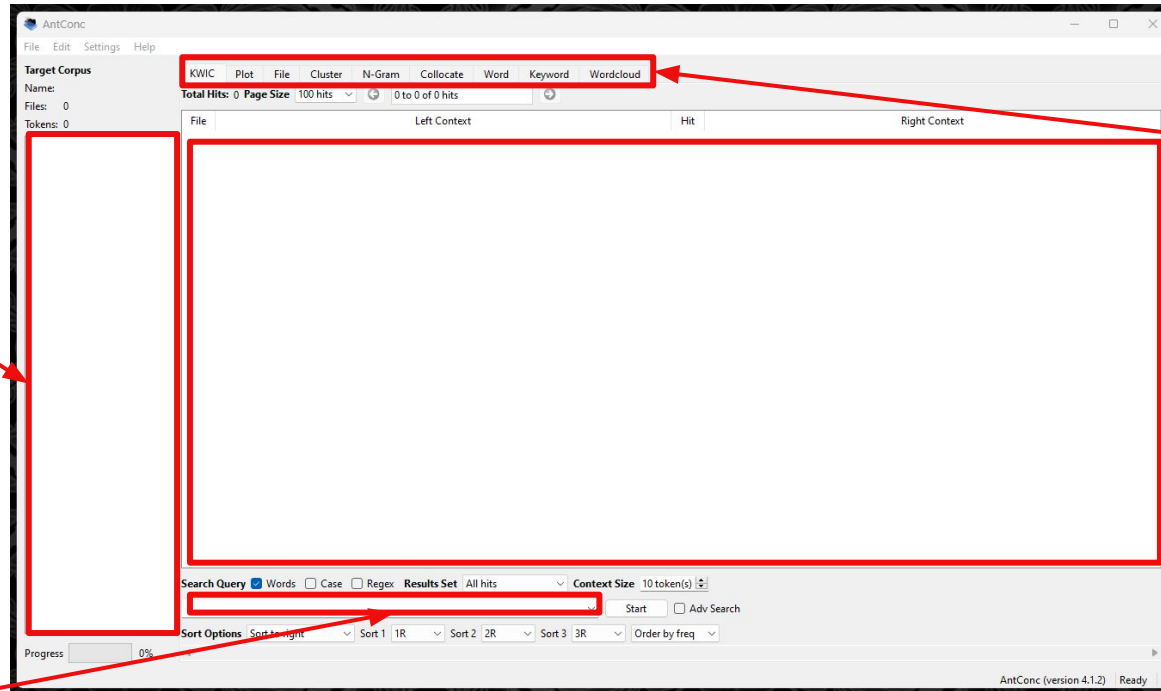 AntConc
File Edit Settings Help
Target Corpus
Name:
Files: 0
Tokens: 0
KWIC Plot File Cluster N-Gram Collocate Word Keyword Wordcloud
Total Hits: 0 Page Size 100 hits 0 to 0 of 0 hits
File Left Context Hit Right Context
Search Query Words Case Regex Results Set All hits Context Size 10 token(s)
Start Adv Search
Sort Options Sort to right Sort 1 1R Sort 2 2R Sort 3 3R Order by freq
Progress 0%
AntConc (version 4.1.2) Ready